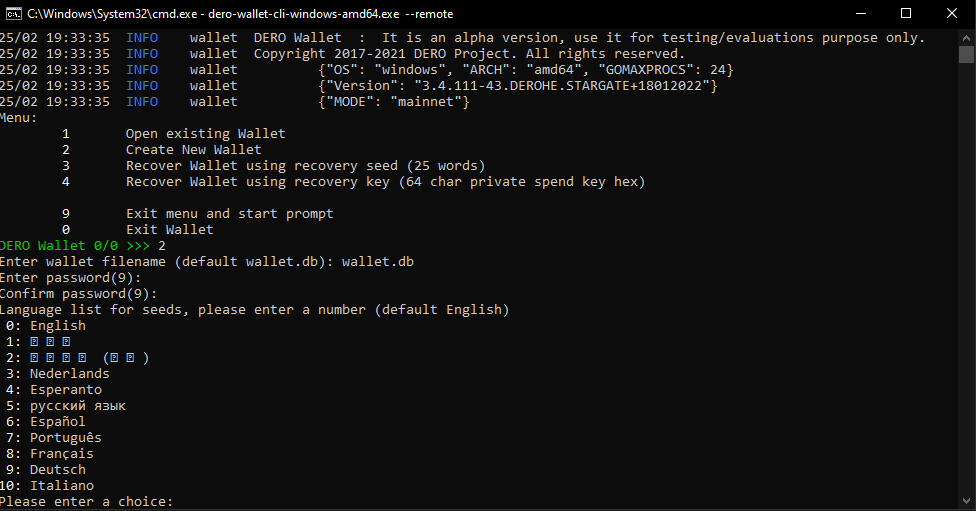 C:\Windows\System32\cmd.exe - dero-wallet-cli-windows-amd64.exe --remote
25/02 19:33:35 INFO wallet DERO Wallet : It is an alpha version, use it for testing/evaluations purpose only.
25/02 19:33:35 INFO wallet Copyright 2017-2021 DERO Project. All rights reserved.
25/02 19:33:35 INFO wallet {"OS": "windows", "ARCH": "amd64", "GOMAXPROCS": 24}
25/02 19:33:35 INFO wallet {"Version": "3.4.111-43.DEROHE.STARGATE+18012022"}
25/02 19:33:35 INFO wallet {"MODE": "mainnet"}
Menu:
1 Open existing Wallet
2 Create New Wallet
3 Recover Wallet using recovery seed (25 words)
4 Recover Wallet using recovery key (64 char private spend key hex)
9 Exit menu and start prompt
0 Exit Wallet
DERO Wallet 0/0 >>> 2
Enter wallet filename (default wallet.db): wallet.db
Enter password(9):
Confirm password(9):
Language list for seeds, please enter a number (default English)
0: English
1:
2: ( )
3: Nederlands
4: Esperanto
5: русский язык
6: Español
7: Português
8: Français
9: Deutsch
10: Italiano
Please enter a choice: